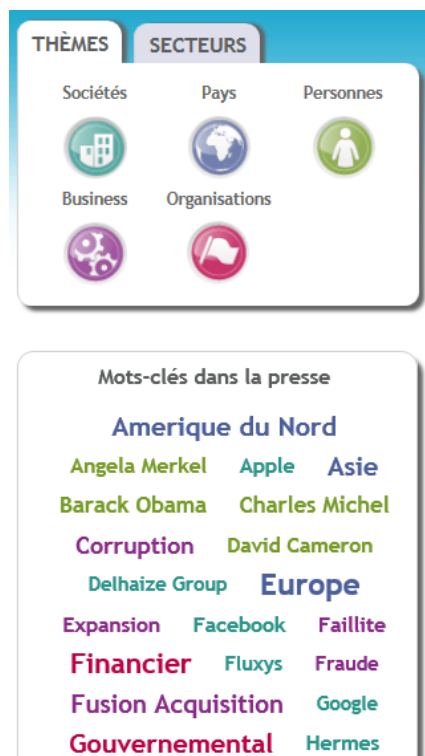 THÈMES SECTEURS
Sociétés Pays Personnes
Business Organisations
Mots-clés dans la presse
Amerique du Nord
Angela Merkel Apple Asie
Barack Obama Charles Michel
Corruption David Cameron
Delhaize Group Europe
Expansion Facebook Faillite
Financier Fluxys Fraude
Fusion Acquisition Google
Gouvernemental Hermes